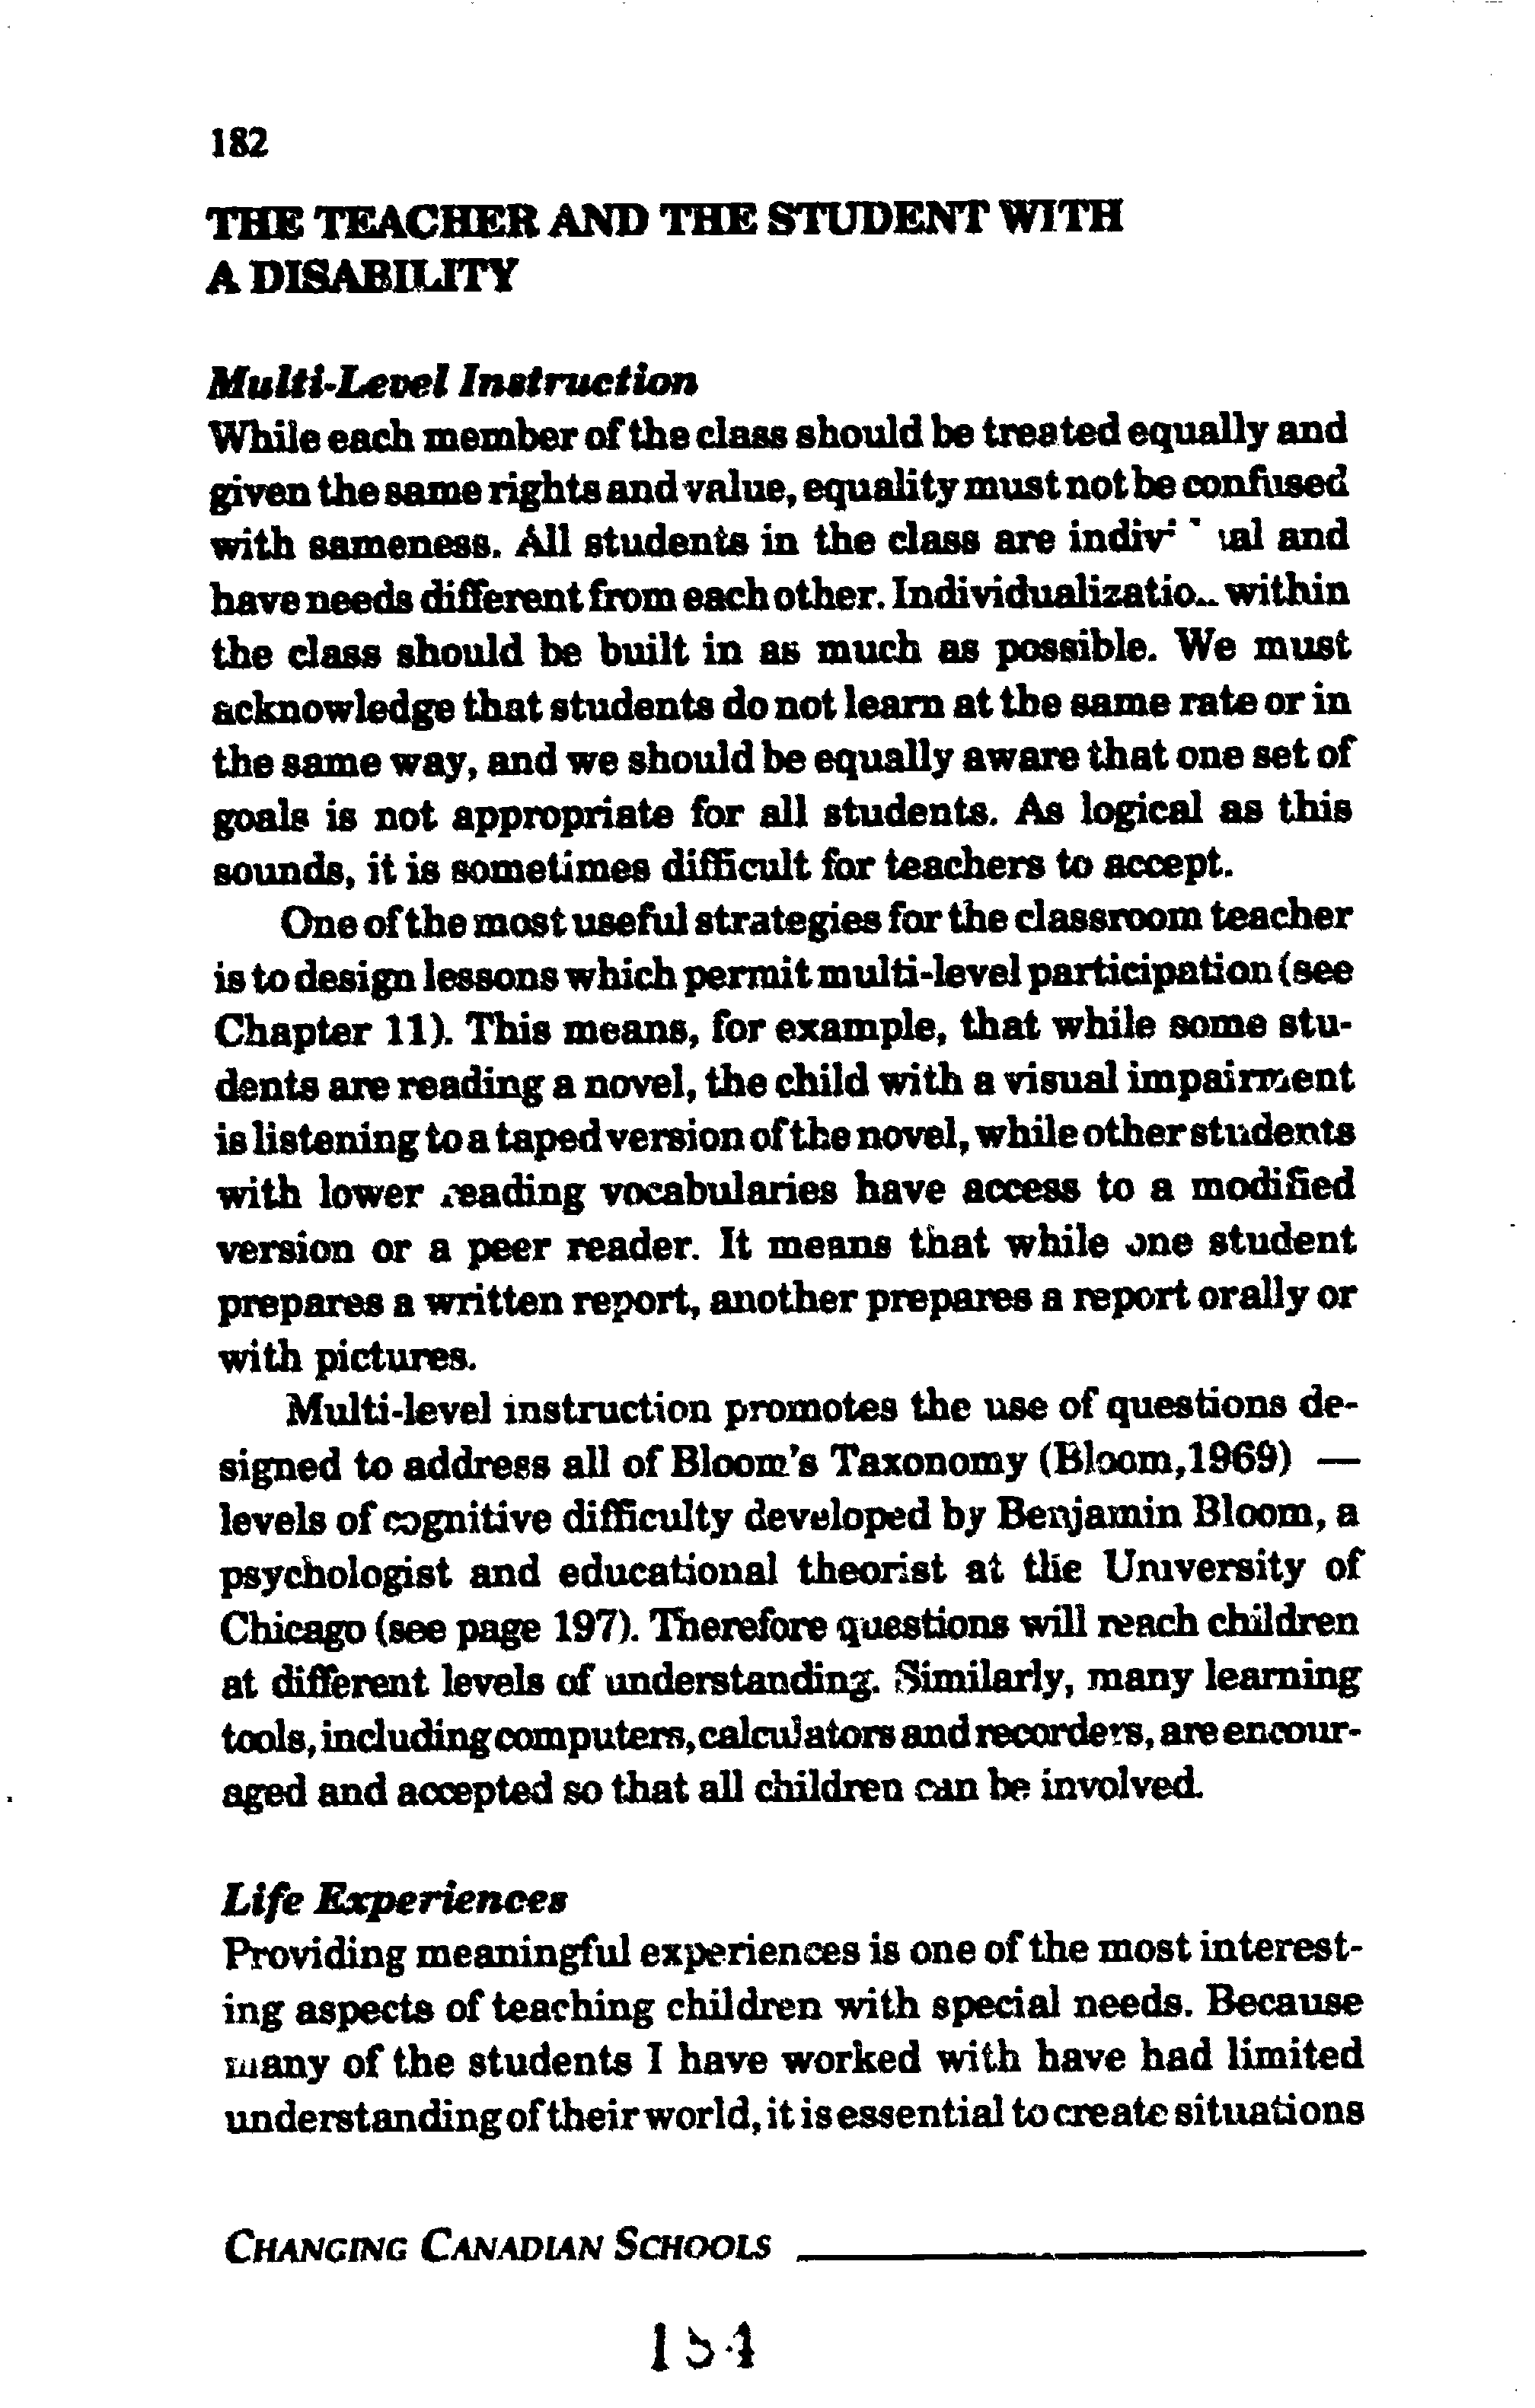 182
THE TEACHER AND THE STUDENT WITH
A DISABILITY
Multi-Level Instruction
While each member of the class should be treated equally and
given the same rights and value, equality must not be confused
with sameness. All students in the class are and
have needs different from each other. Individualization within
the class should be built in as much as possible. We must
acknowledge that students do not learn at the same rate or in
the same way, and we should be equally aware that one set of
goals is not appropriate for all students. As logical as this
sounds, it is sometimes difficult for teachers to accept.
One of the most useful strategies for the classroom teacher
is to design lessons which permit multi-level participation (see
Chapter 11). This means, for example, that while some stu-
dents are reading a novel, the child with a visual impairment
is listening to a taped version of the novel, while other students
with lower reading vocabularies have access to a modified
version or a peer reader. It means that while one student
prepares a written report, another prepares a report orally or
with pictures.
Multi-level instruction promotes the use of questions de-
signed to address all of Bloom's Taxonomy (Bloom,1969) —
levels of cognitive difficulty developed by Benjamin Bloom, a
psychologist and educational theorist at the University of
Chicago (see page 197). Therefore questions will reach children
at different levels of understanding. Similarly, many learning
tools, including computers, calculators and recorders, are encour-
aged and accepted so that all children can be involved.
Life Experiences
Providing meaningful experiences is one of the most interest-
ing aspects of teaching children with special needs. Because
many of the students I have worked with have had limited
understanding of their world, it is essential to create situations
CHANGING CANADIAN SCHOOLS